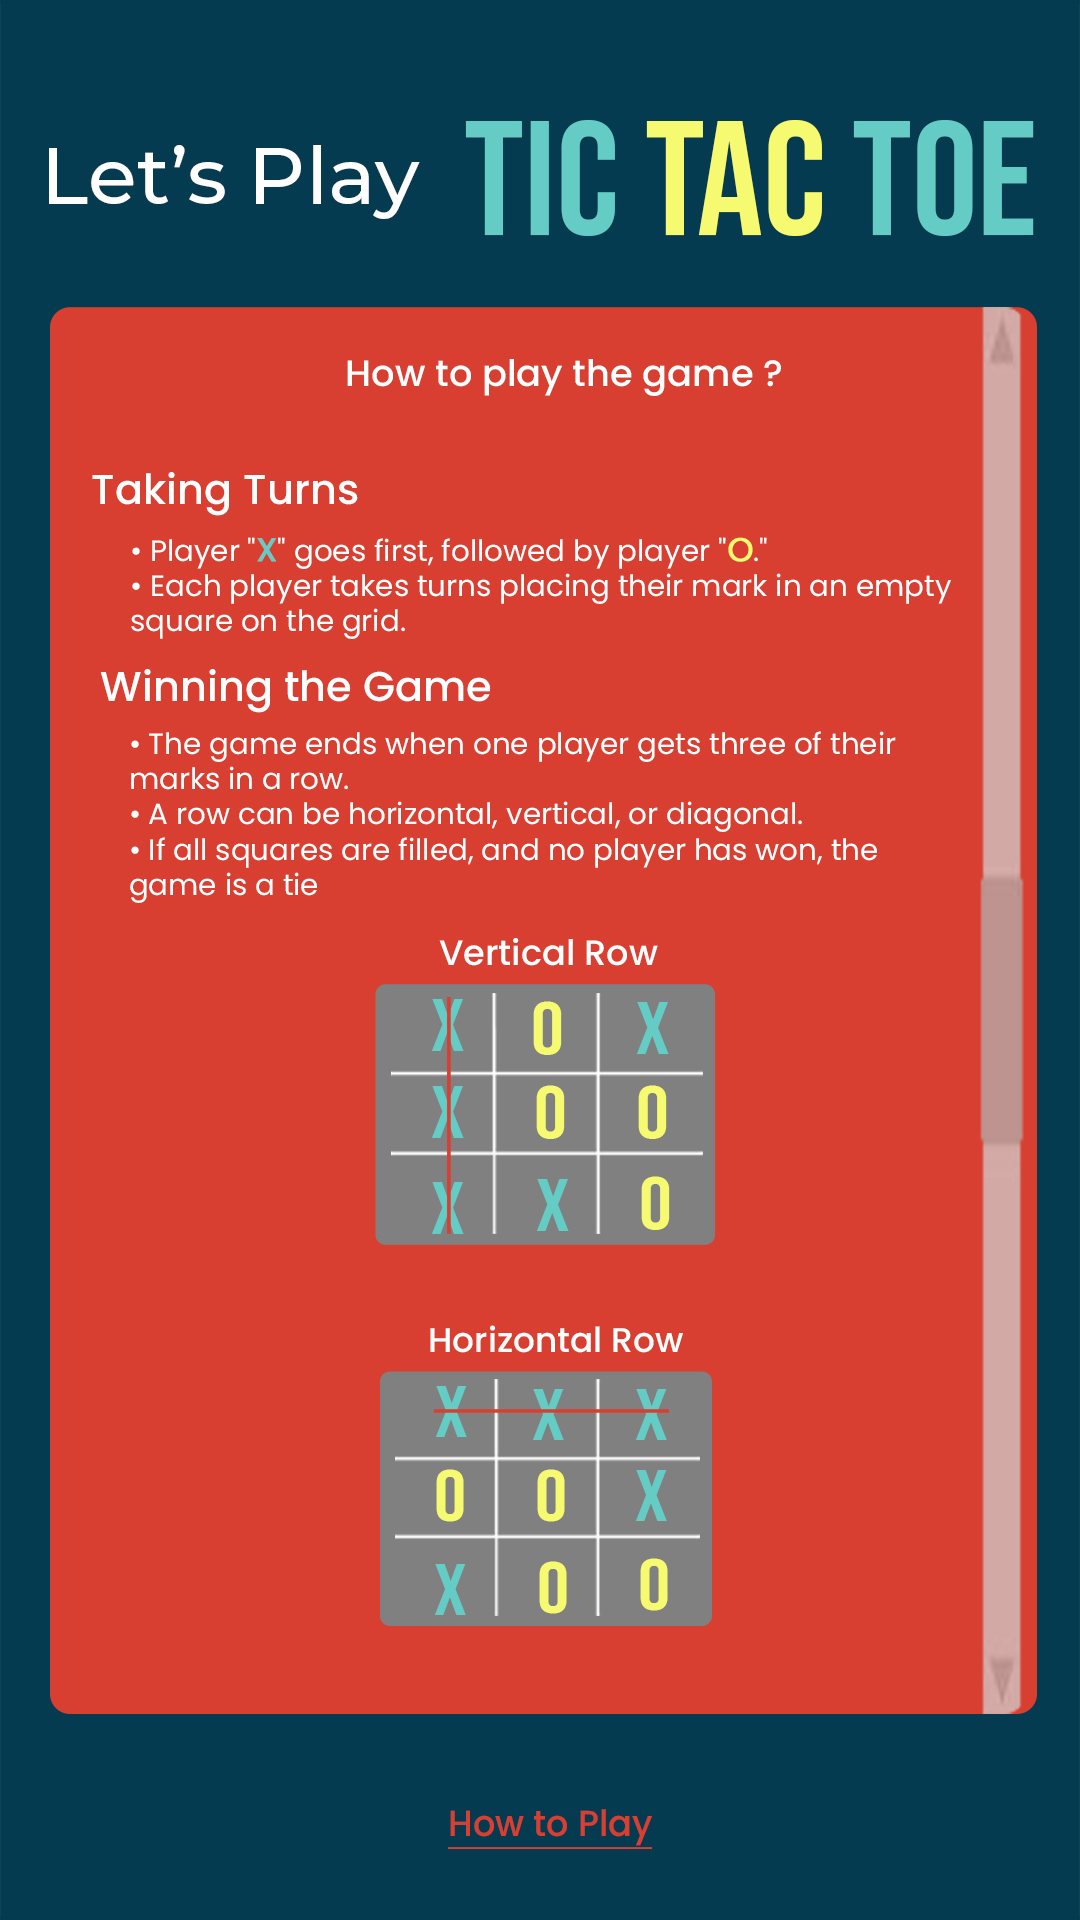 Let's Play TIC TAC TOE
How to play the game ?
Taking Turns
• Player "X" goes first, followed by player "O."
• Each player takes turns placing their mark in an empty
square on the grid.
Winning the Game
• The game ends when one player gets three of their
marks in a row.
• A row can be horizontal, vertical, or diagonal.
• If all squares are filled, and no player has won, the
game is a tie
Vertical Row
X O X
X O O
X X O
Horizontal Row
X X X
O O X
X O O
How to Play